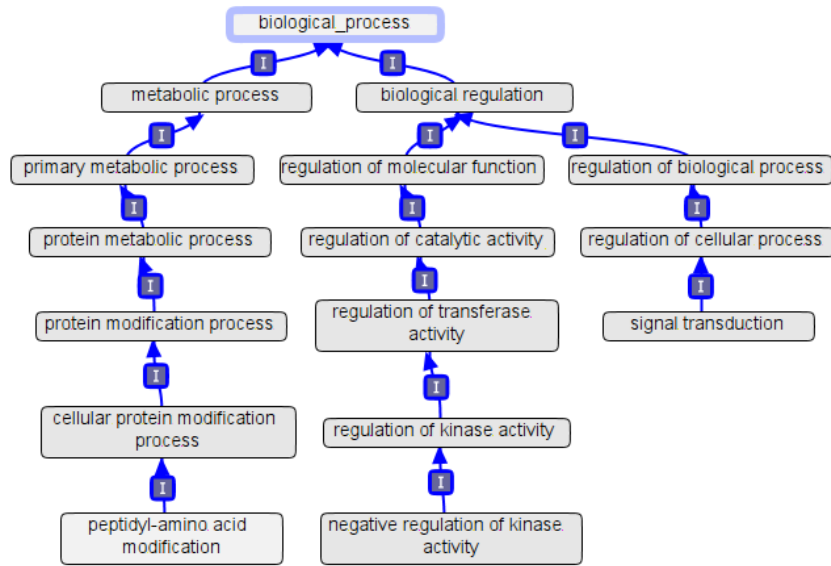 biological_process
I
I
metabolic process
biological regulation
I
I
I
primary metabolic process
regulation of molecular function
regulation of biological process
I
I
I
protein metabolic process
regulation of catalytic activity
regulation of cellular process
I
I
I
protein modification process
regulation of transferase.
activity
signal transduction
I
I
cellular protein modification
process
regulation of kinase activity
I
I
peptidyl-amino.acid
modification
negative regulation of kinase.
activity